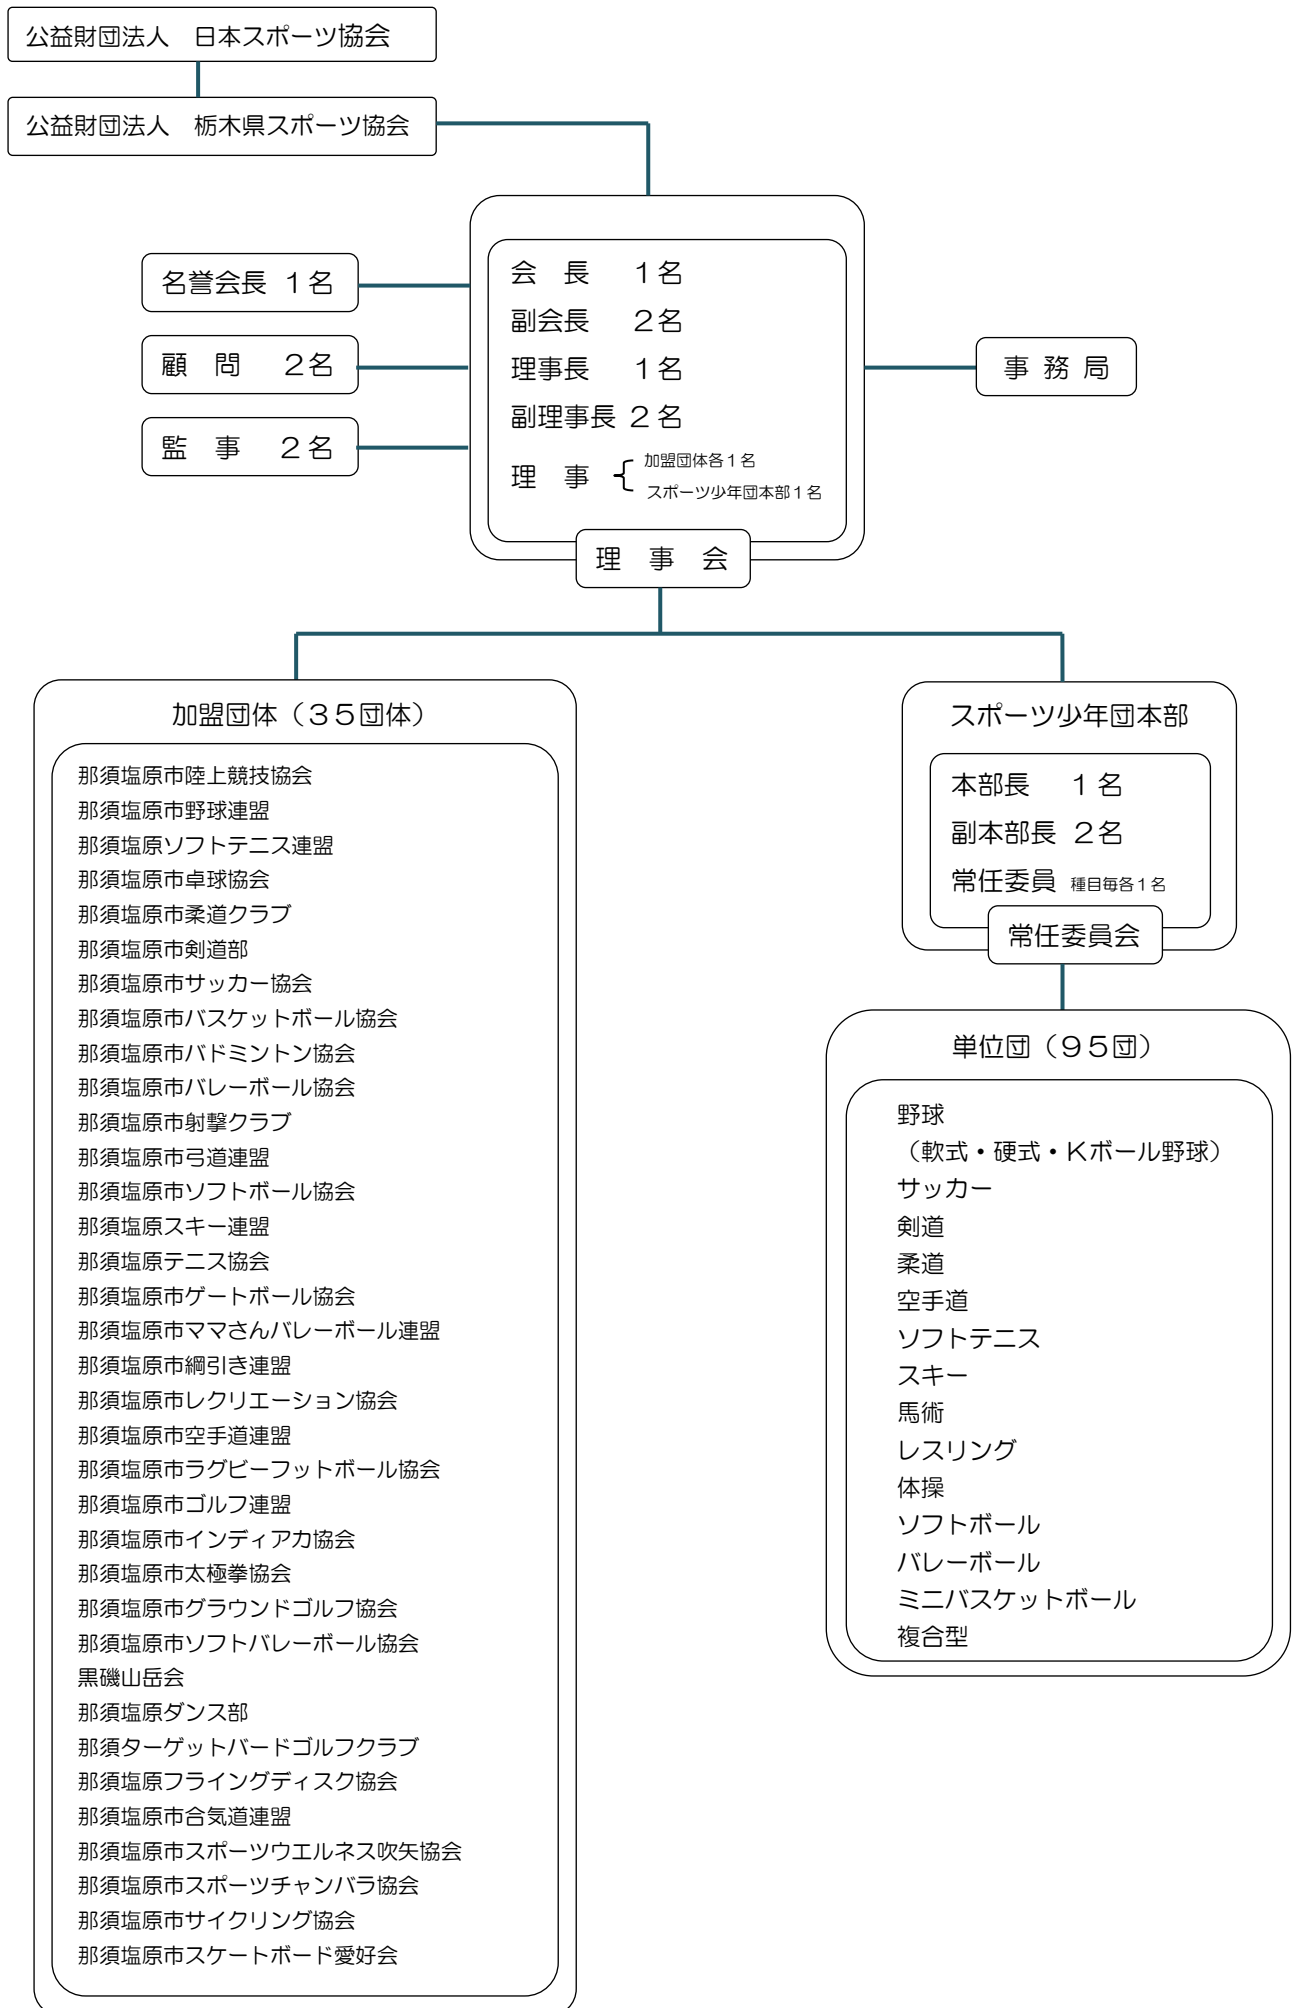 公益財団法人　日本スポーツ協会
公益財団法人　栃木県スポーツ協会
名誉会長 １名
顧　問　２名
監　事　２名
会　長　１名
副会長　２名
理事長　１名
副理事長 ２名
理　事 { 加盟団体各１名
スポーツ少年団本部１名
理　事　会
事 務 局
加盟団体（３５団体）
那須塩原市陸上競技協会
那須塩原市野球連盟
那須塩原ソフトテニス連盟
那須塩原市卓球協会
那須塩原市柔道クラブ
那須塩原市剣道部
那須塩原市サッカー協会
那須塩原市バスケットボール協会
那須塩原市バドミントン協会
那須塩原市バレーボール協会
那須塩原市射撃クラブ
那須塩原市弓道連盟
那須塩原市ソフトボール協会
那須塩原スキー連盟
那須塩原テニス協会
那須塩原市ゲートボール協会
那須塩原市ママさんバレーボール連盟
那須塩原市綱引き連盟
那須塩原市レクリエーション協会
那須塩原市空手道連盟
那須塩原市ラグビーフットボール協会
那須塩原市ゴルフ連盟
那須塩原市インディアカ協会
那須塩原市太極拳協会
那須塩原市グラウンドゴルフ協会
那須塩原市ソフトバレーボール協会
黒磯山岳会
那須塩原ダンス部
那須ターゲットバードゴルフクラブ
那須塩原フライングディスク協会
那須塩原市合気道連盟
那須塩原市スポーツウエルネス吹矢協会
那須塩原市スポーツチャンバラ協会
那須塩原市サイクリング協会
那須塩原市スケートボード愛好会
スポーツ少年団本部
本部長　１名
副本部長 ２名
常任委員 種目毎各１名
常任委員会
単位団（９５団）
野球
（軟式・硬式・Ｋボール野球）
サッカー
剣道
柔道
空手道
ソフトテニス
スキー
馬術
レスリング
体操
ソフトボール
バレーボール
ミニバスケットボール
複合型